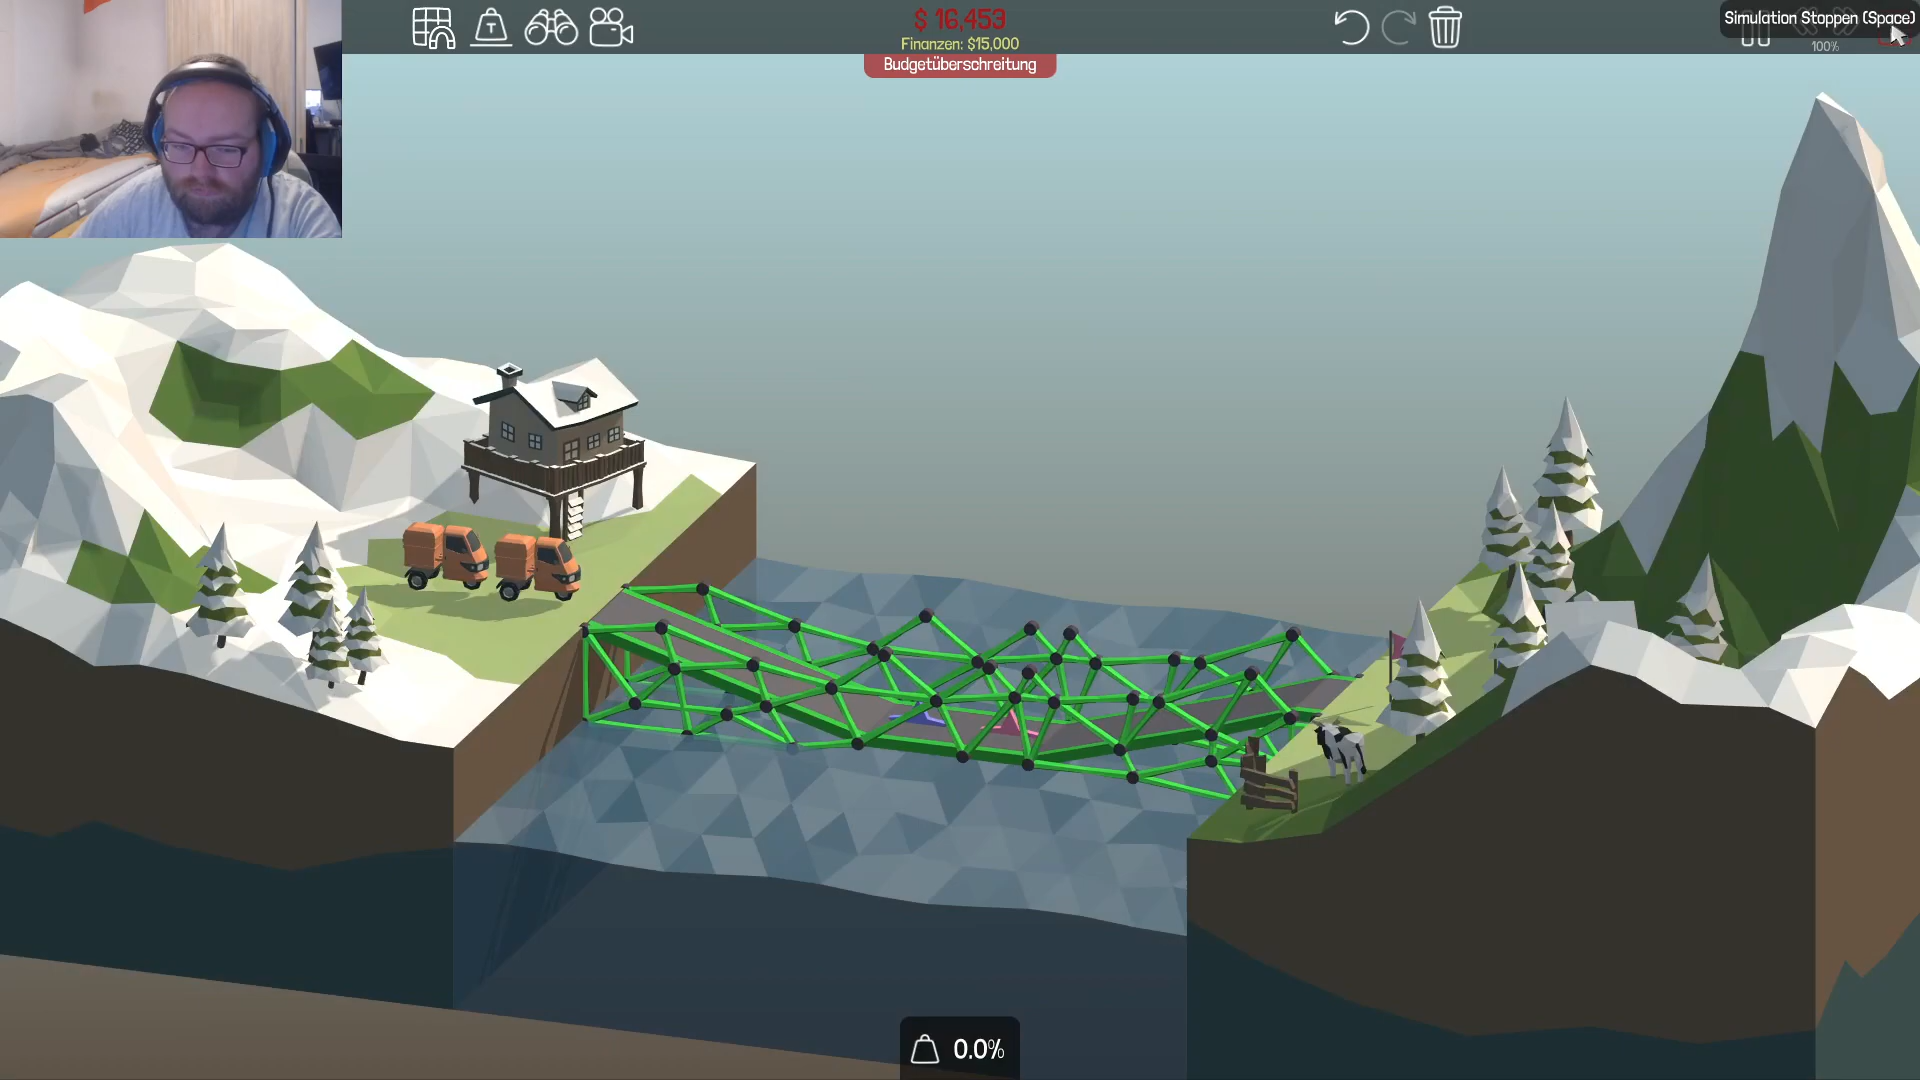 $ 16,453
Finanzen: $15,000
Budgetüberschreitung
Simulation Stoppen (Space)
100%
T
0.0%